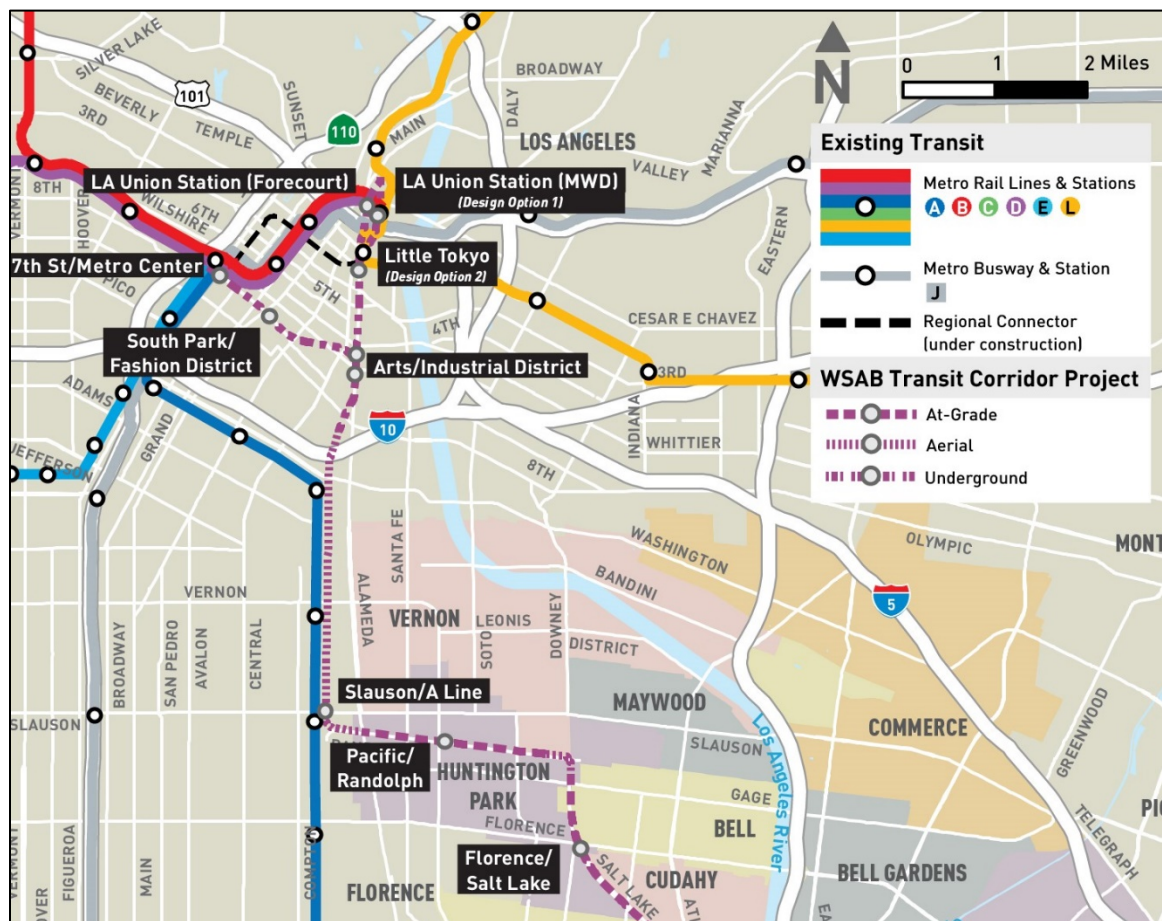 SILVER LAKE
BEVERLY
3RD
101
TEMPLE
SUNSET
110
MAIN
BROADWAY
DALY
LOS ANGELES
VALLEY
MARIANNA
N
0 1 2 Miles
VERMONT
8TH
HOOVER
WILSHIRE
6TH
PICO
5TH
4TH
EASTERN
LA Union Station (Forecourt)
LA Union Station (MWD)
(Design Option 1)
7th St/Metro Center
Little Tokyo
(Design Option 2)
South Park/
Fashion District
Arts/Industrial District
CESAR E CHAVEZ
3RD
INDIANA
WHITTIER
8TH
10
ADAMS
GRAND
JEFFERSON
Existing Transit
Metro Rail Lines & Stations
A B C D E L
Metro Busway & Station
J
Regional Connector
(under construction)
WSAB Transit Corridor Project
At-Grade
Aerial
Underground
SANTA FE
WASHINGTON
OLYMPIC
MONT
BANDINI
5
VERNON
ALAMEDA
VERNON
LEONIS
SOTO
DOWNEY
DISTRICT
BROADWAY
SAN PEDRO
AVALON
CENTRAL
Slauson/A Line
MAYWOOD
COMMERCE
GREENWOOD
SLAUSON
SLAUSON
Los Angeles River
Pacific/
Randolph
HUNTINGTON
PARK
GAGE
TELEGRAPH
PIC
FLORENCE
BELL
Florence/
Salt Lake
SALT LAKE
CUDAHY
BELL GARDENS
VERMONT
OVER
FIGUEROA
MAIN
COMPTON
FLORENCE
ATL
EA